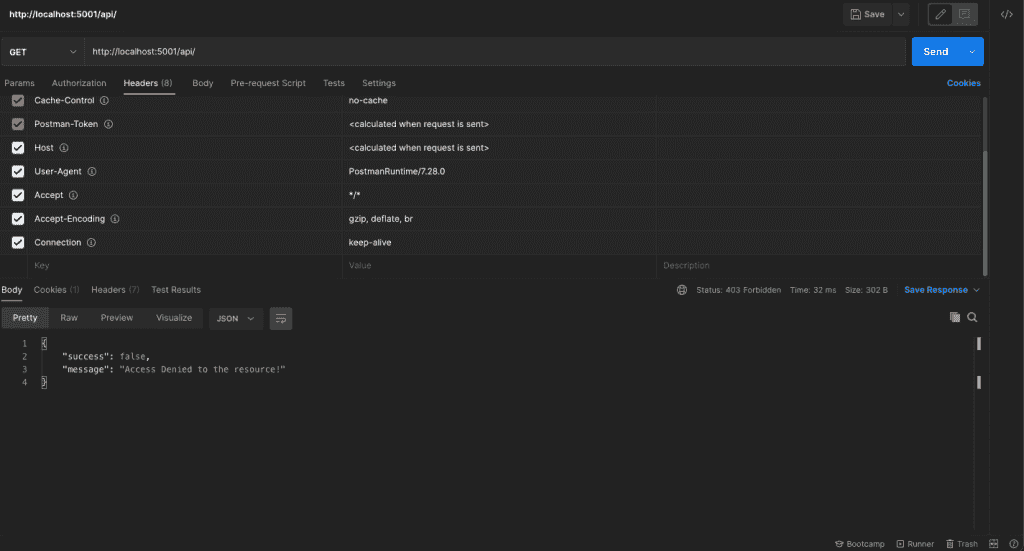 http://localhost:5001/api/
Save
GET http://localhost:5001/api/ Send
Params Authorization Headers (8) Body Pre-request Script Tests Settings Cookies
Cache-Control no-cache
Postman-Token <calculated when request is sent>
Host <calculated when request is sent>
User-Agent PostmanRuntime/7.28.0
Accept */*
Accept-Encoding gzip, deflate, br
Connection keep-alive
Key Value Description
Body Cookies (1) Headers (7) Test Results Status: 403 Forbidden Time: 32 ms Size: 302 B Save Response
Pretty Raw Preview Visualize JSON
1 {
2 "success": false,
3 "message": "Access Denied to the resource!"
4 }
Bootcamp Runner Trash